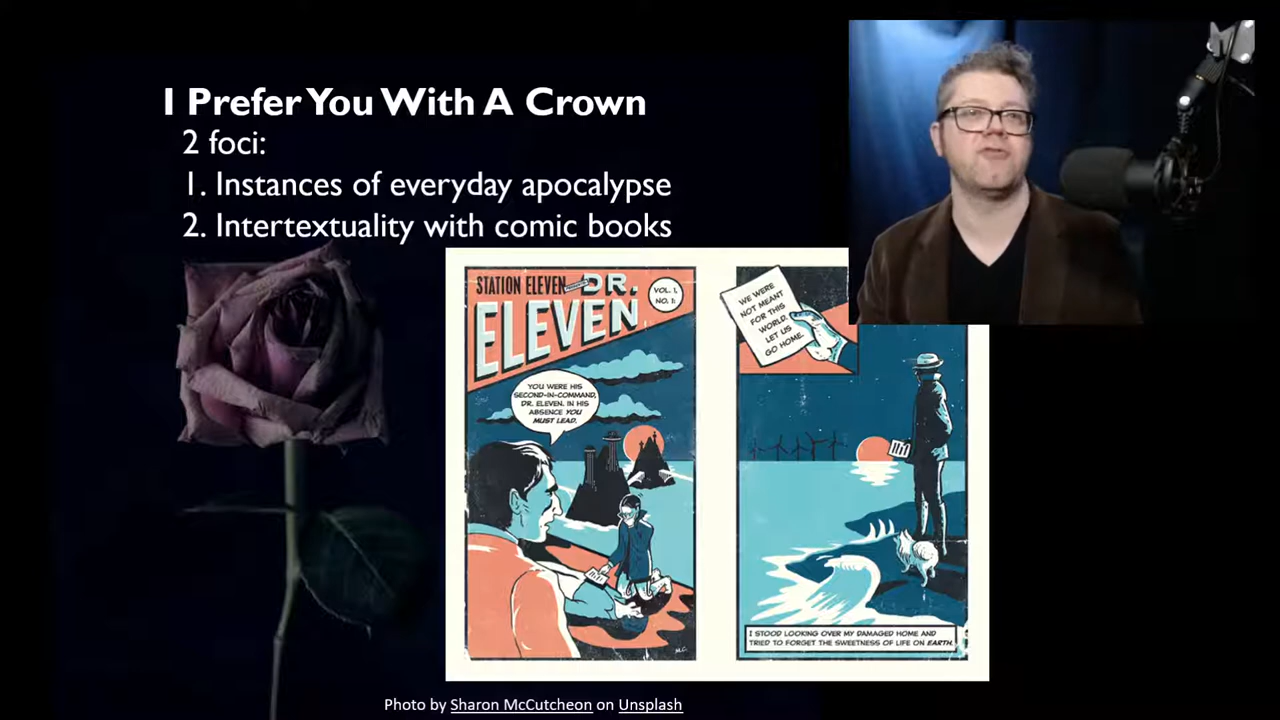 I Prefer You With A Crown
2 foci:
1. Instances of everyday apocalypse
2. Intertextuality with comic books
STATION ELEVEN PRESENTS DR.
ELEVEN
VOL. 1,
NO. 1:
YOU WERE HIS
SECOND-IN-COMMAND,
DR. ELEVEN. IN HIS
ABSENCE YOU
MUST LEAD.
M.C.
WE WERE
NOT MEANT
FOR THIS
WORLD.
LET US
GO HOME.
I STOOD LOOKING OVER MY DAMAGED HOME AND
TRIED TO FORGET THE SWEETNESS OF LIFE ON EARTH.
Photo by Sharon McCutcheon on Unsplash